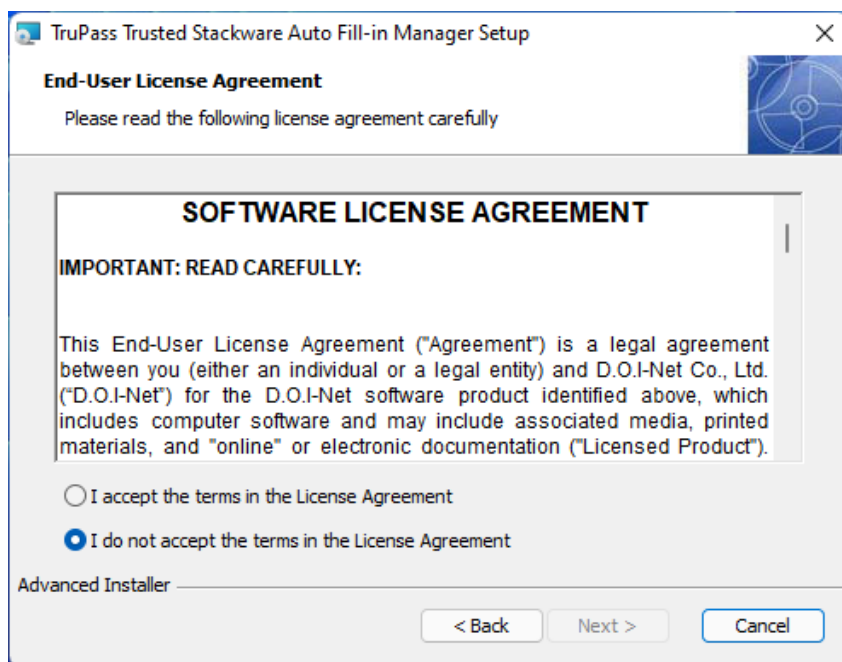 TruPass Trusted Stackware Auto Fill-in Manager Setup
End-User License Agreement
Please read the following license agreement carefully
SOFTWARE LICENSE AGREEMENT
IMPORTANT: READ CAREFULLY:
This End-User License Agreement ("Agreement") is a legal agreement
between you (either an individual or a legal entity) and D.O.I-Net Co., Ltd.
(“D.O.I-Net”) for the D.O.I-Net software product identified above, which
includes computer software and may include associated media, printed
materials, and "online" or electronic documentation ("Licensed Product").
I accept the terms in the License Agreement
I do not accept the terms in the License Agreement
Advanced Installer
< Back
Next >
Cancel